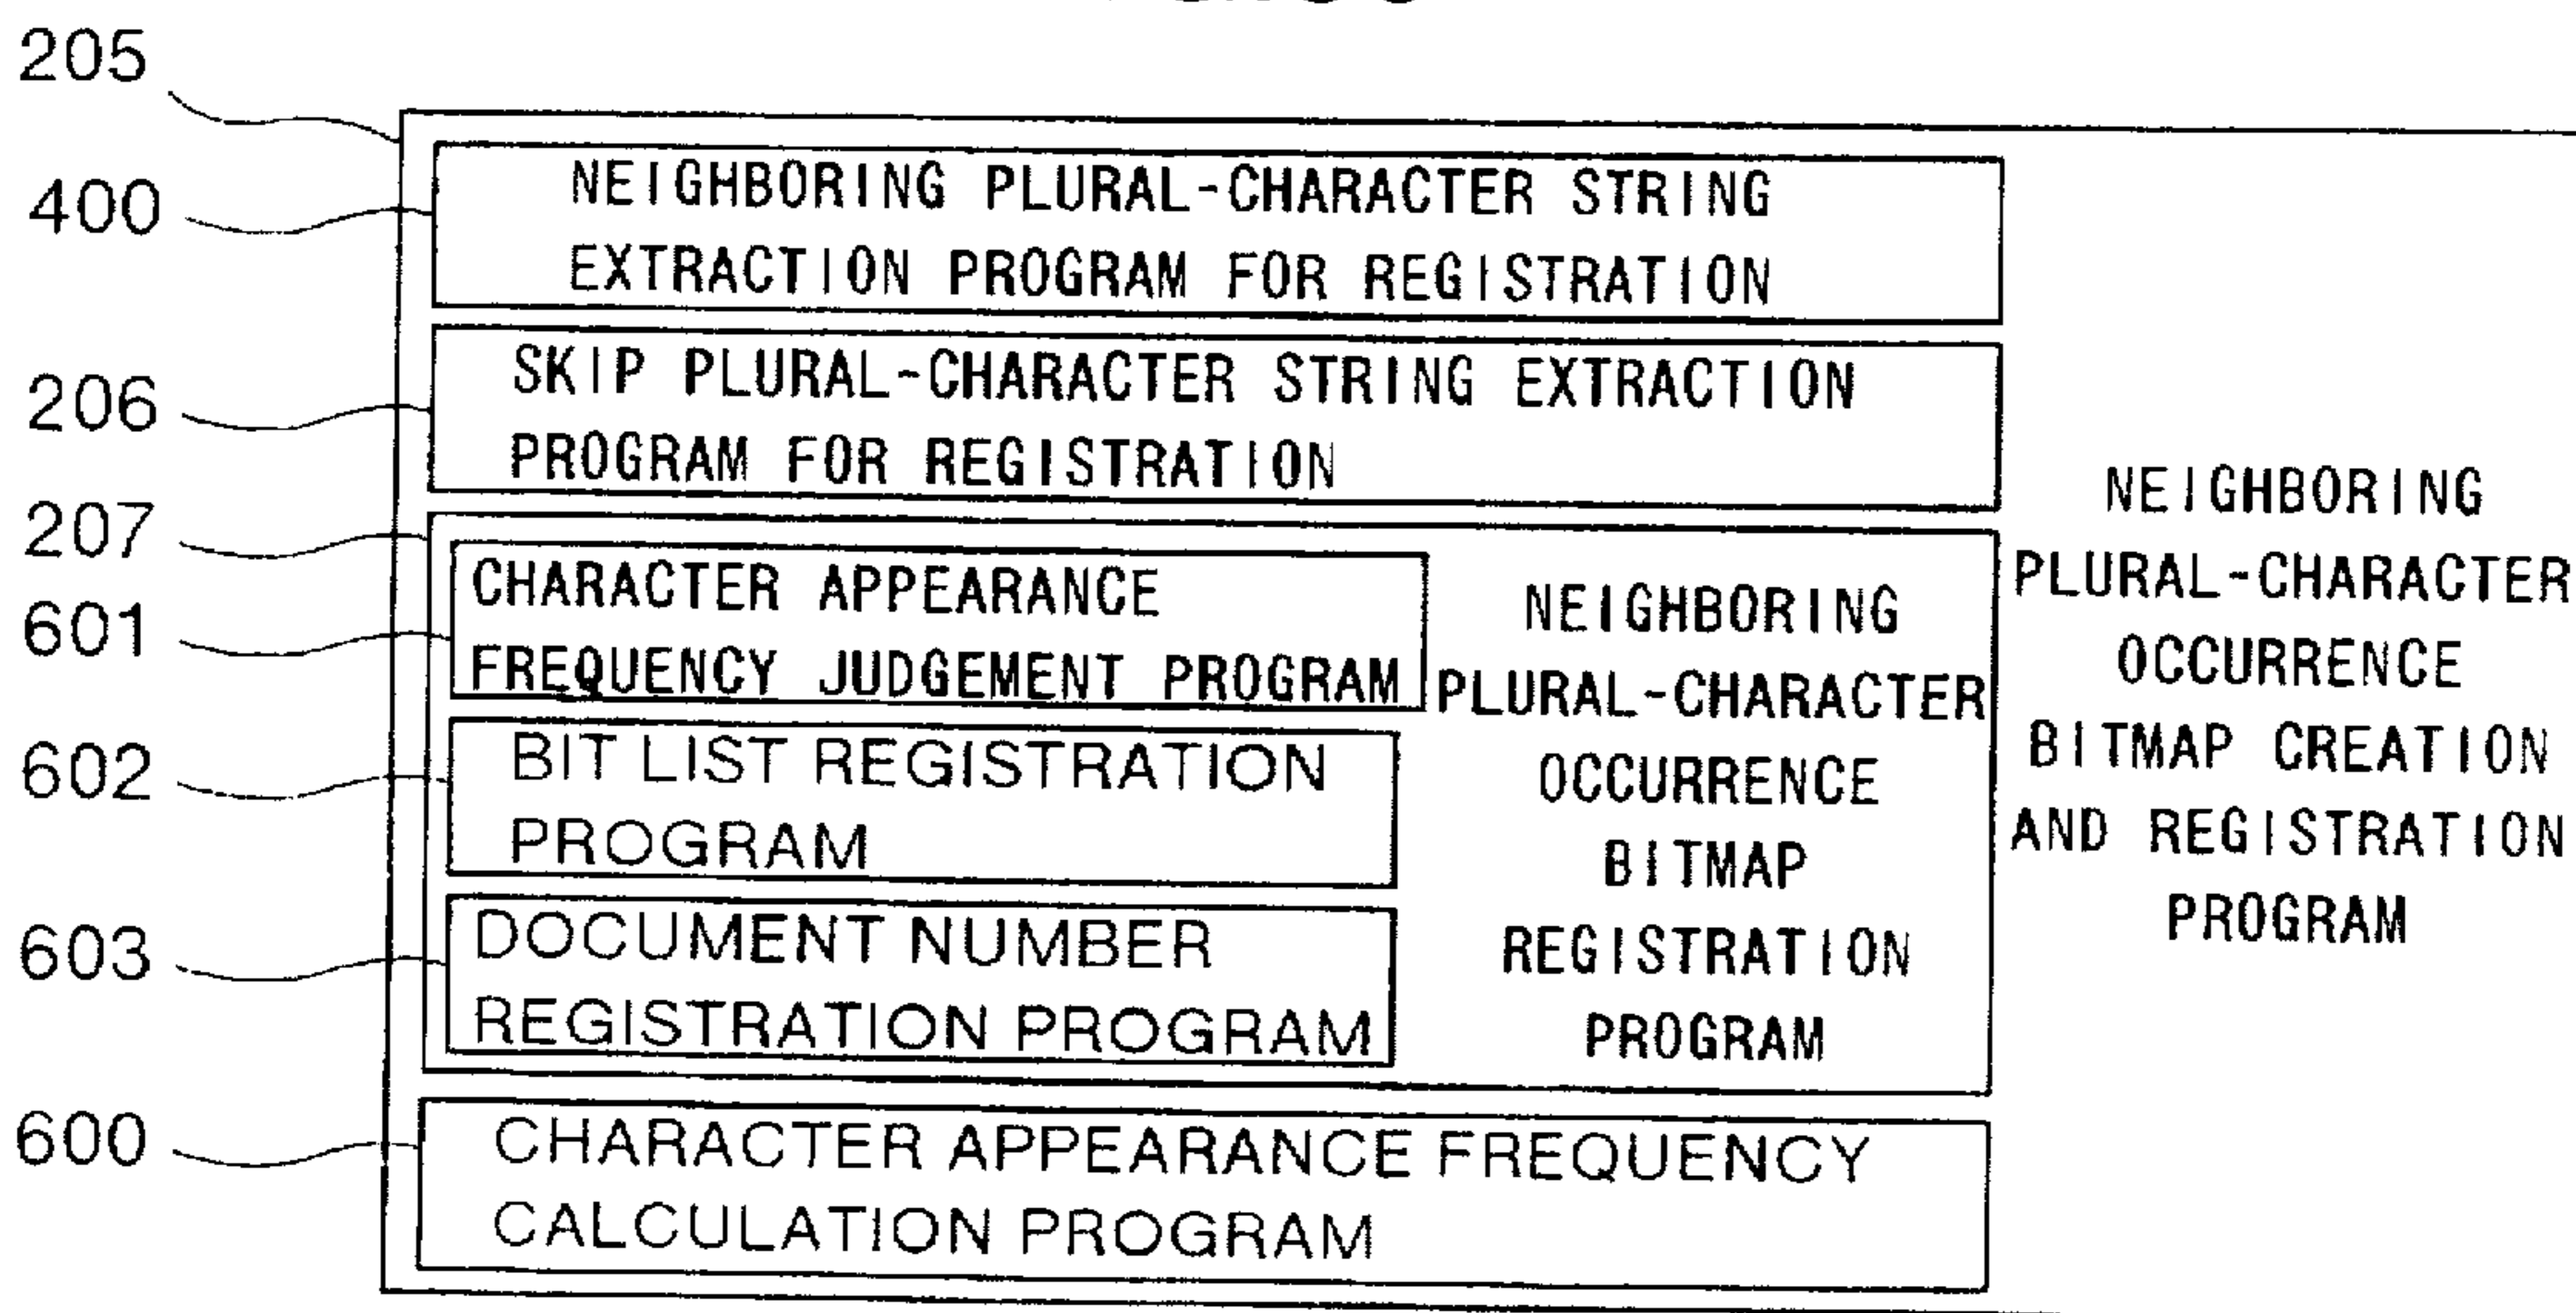 205
400
NEIGHBORING PLURAL-CHARACTER STRING
EXTRACTION PROGRAM FOR REGISTRATION
206
SKIP PLURAL-CHARACTER STRING EXTRACTION
PROGRAM FOR REGISTRATION
207
601
CHARACTER APPEARANCE
FREQUENCY JUDGEMENT PROGRAM
602
BIT LIST REGISTRATION
PROGRAM
603
DOCUMENT NUMBER
REGISTRATION PROGRAM
NEIGHBORING
PLURAL-CHARACTER
OCCURRENCE
BITMAP
REGISTRATION
PROGRAM
600
CHARACTER APPEARANCE FREQUENCY
CALCULATION PROGRAM
NEIGHBORING
PLURAL-CHARACTER
OCCURRENCE
BITMAP CREATION
AND REGISTRATION
PROGRAM